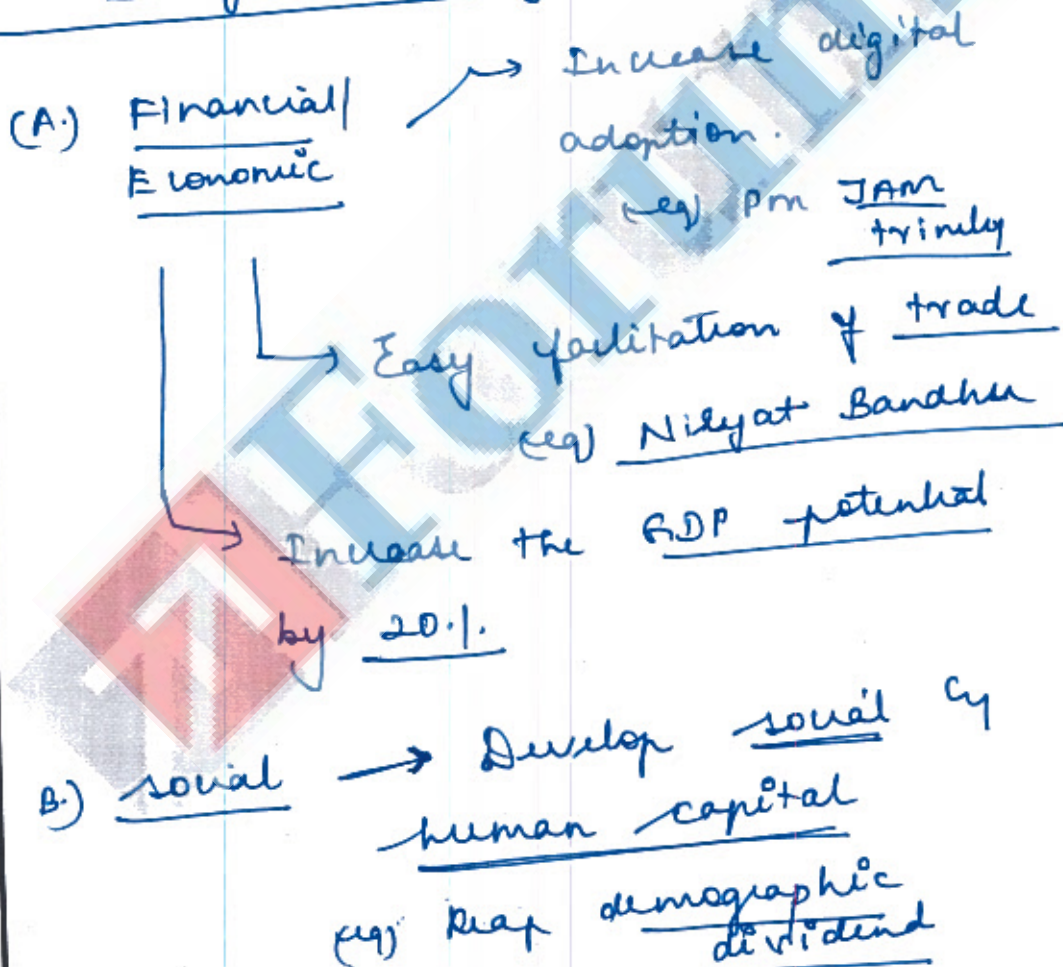 (A.) Financial/
Economic
→ Increase digital
adoption.
(eg) Pm JAM
trinity
→ Easy facilitation of trade
(eg) Niryat Bandhu
→ Increase the GDP potential
by 20%.
B.) social → Develop social &
human capital
(eg) Reap demographic
dividend
Forum